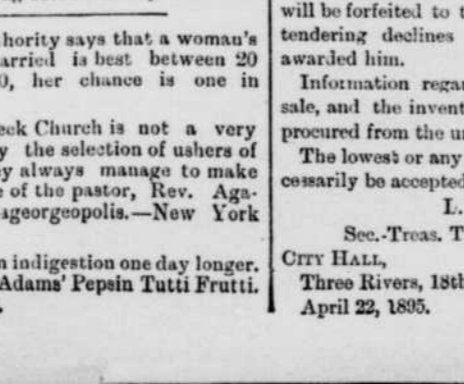 hority says that a woman's
arried is best between 20
0, her chance is one in
eek Church is not a very
y the selection of ushers of
ey always manage to make
e of the pastor, Rev. Aga-
ageorgeopolis.—New York
n indigestion one day longer.
Adams' Pepsin Tutti Frutti.
will be forfeited to t
tendering declines
awarded him.
Information regar
sale, and the invent
procured from the un
The lowest or any
cessarily be accepted
L.
Sec.-Treas. T
CITY HALL,
Three Rivers, 18th
April 22, 1895.